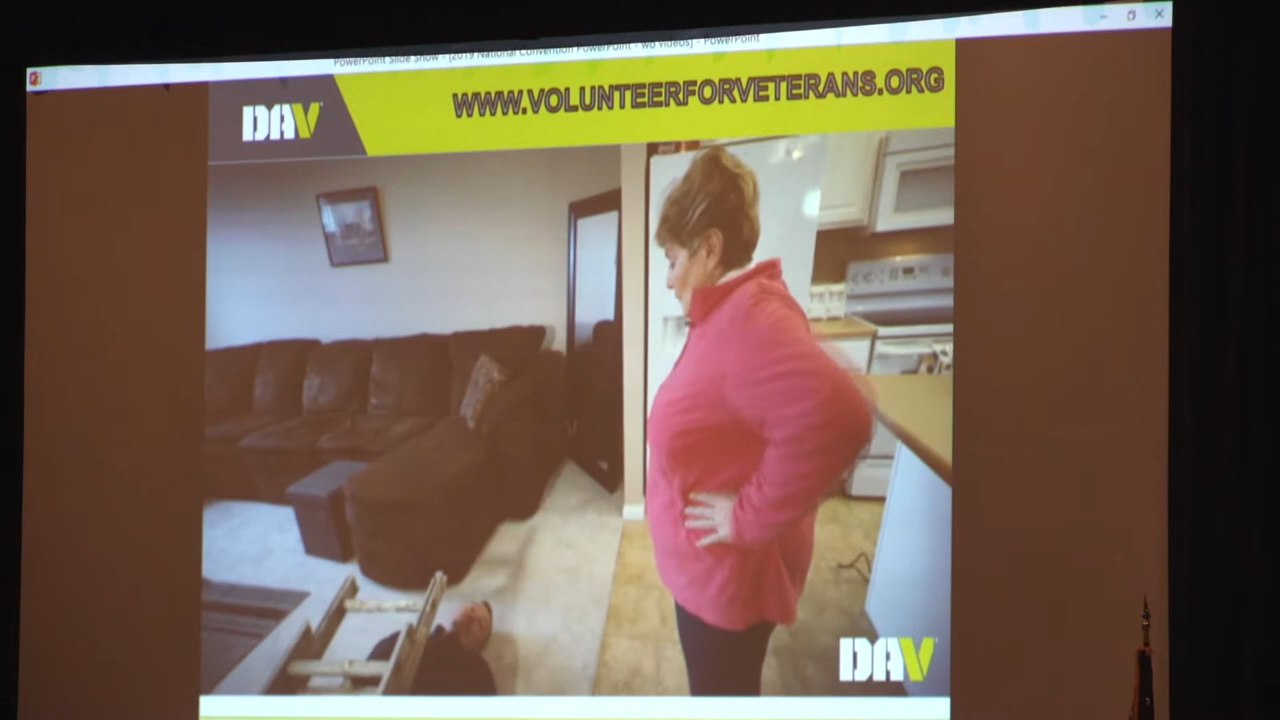 PowerPoint Slide Show - [2019 National Convention PowerPoint - wo videos] - PowerPoint
DAV
WWW.VOLUNTEERFORVETERANS.ORG
DAV